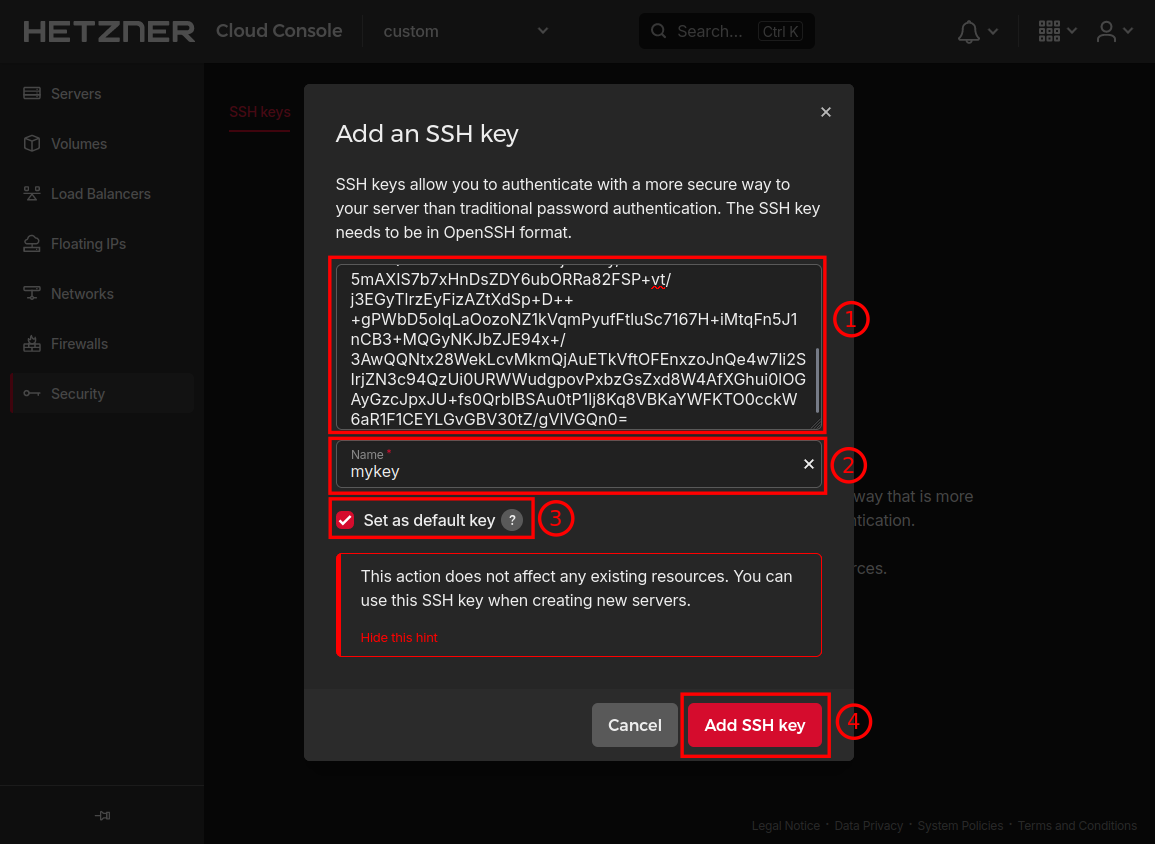 HETZNER Cloud Console custom Search... Ctrl K
Servers
Volumes
Load Balancers
Floating IPs
Networks
Firewalls
Security
SSH keys
Add an SSH key
SSH keys allow you to authenticate with a more secure way to
your server than traditional password authentication. The SSH key
needs to be in OpenSSH format.
5mAXIS7b7xHnDsZDY6ubORRa82FSP+vt/
j3EGyTlrzEyFizAZtXdSp+D++
+gPWbD5oIqLaOozoNZ1kVqmPyufFtluSc7167H+iMtqFn5J1
nCB3+MQGyNKJbZJE94x+/
3AwQQNtx28WekLcvMkmQjAuETkVftOFEnxzoJnQe4w7li2S
IrjZN3c94QzUi0URWWudgpovPxbzGsZxd8W4AfXGhui0lOG
AyGzcJpxJU+fs0QrblBSAu0tP1lj8Kq8VBKaYWFKTO0cckW
6aR1F1CEYLGvGBV30tZ/gVlVGQn0=
1
Name *
mykey
2
Set as default key ?
3
way that is more
This action does not affect any existing resources. You can
use this SSH key when creating new servers.
Hide this hint
Cancel
Add SSH key
4
Legal Notice · Data Privacy · System Policies · Terms and Conditions